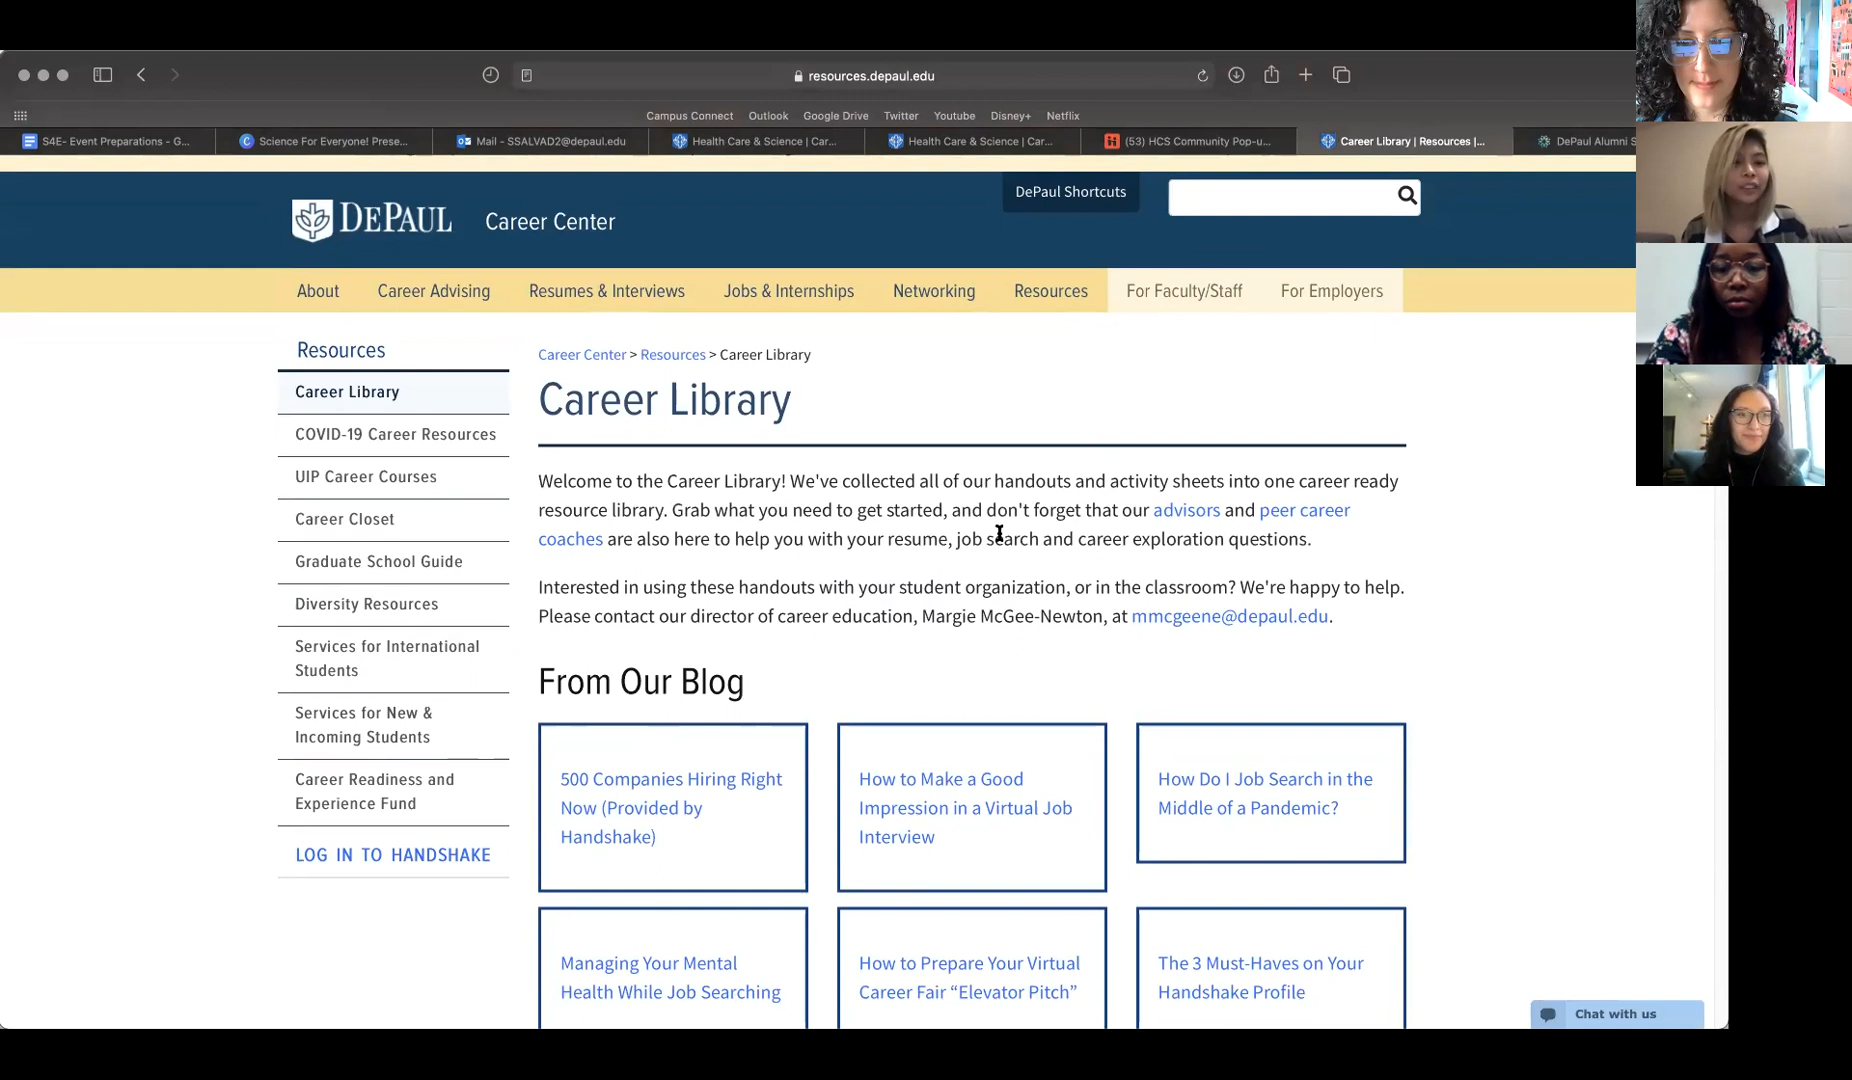 resources.depaul.edu
Campus Connect Outlook Google Drive Twitter Youtube Disney+ Netflix
S4E- Event Preparations - G... Science For Everyone! Prese... Mail - SSALVAD2@depaul.edu Health Care & Science | Car... Health Care & Science | Car... (53) HCS Community Pop-u... Career Library | Resources |... DePaul Alumni S
DePaul Shortcuts
DEPAUL Career Center
About Career Advising Resumes & Interviews Jobs & Internships Networking Resources For Faculty/Staff For Employers
Resources
Career Library
COVID-19 Career Resources
UIP Career Courses
Career Closet
Graduate School Guide
Diversity Resources
Services for International
Students
Services for New &
Incoming Students
Career Readiness and
Experience Fund
LOG IN TO HANDSHAKE
Career Center > Resources > Career Library
Career Library
Welcome to the Career Library! We've collected all of our handouts and activity sheets into one career ready
resource library. Grab what you need to get started, and don't forget that our advisors and peer career
coaches are also here to help you with your resume, job search and career exploration questions.
Interested in using these handouts with your student organization, or in the classroom? We're happy to help.
Please contact our director of career education, Margie McGee-Newton, at mmcgeene@depaul.edu.
From Our Blog
500 Companies Hiring Right
Now (Provided by
Handshake)
How to Make a Good
Impression in a Virtual Job
Interview
How Do I Job Search in the
Middle of a Pandemic?
Managing Your Mental
Health While Job Searching
How to Prepare Your Virtual
Career Fair “Elevator Pitch”
The 3 Must-Haves on Your
Handshake Profile
Chat with us